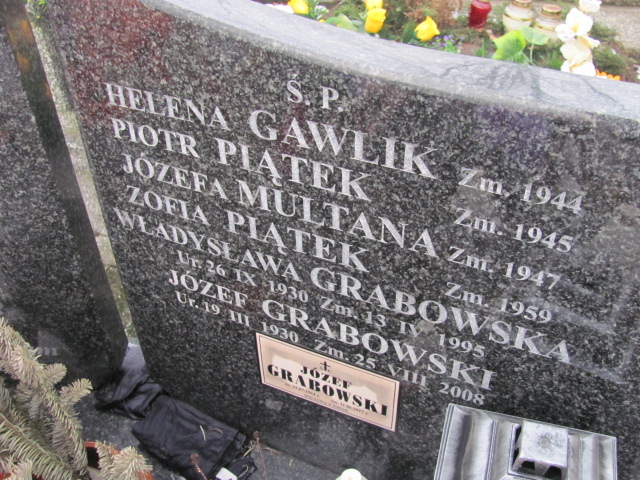 Ś. P.
HELENA GAWLIK Zm. 1944
PIOTR PIĄTEK Zm. 1945
JÓZEFA MULTANA Zm. 1947
ZOFIA PIĄTEK Zm. 1959
WŁADYSŁAWA GRABOWSKA
Ur. 26 IX 1930 Zm. 13 IV 1995
JÓZEF GRABOWSKI
Ur. 19 III 1930 Zm. 25 VIII 2008
JÓZEF
GRABOWSKI